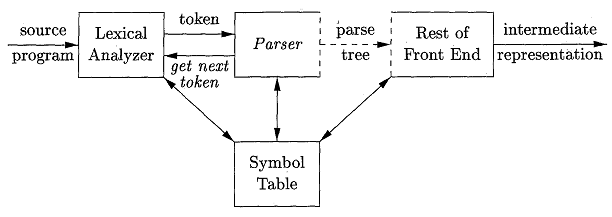 source
program
Lexical
Analyzer
token
get next
token
Parser
parse
tree
Rest of
Front End
intermediate
representation
Symbol
Table